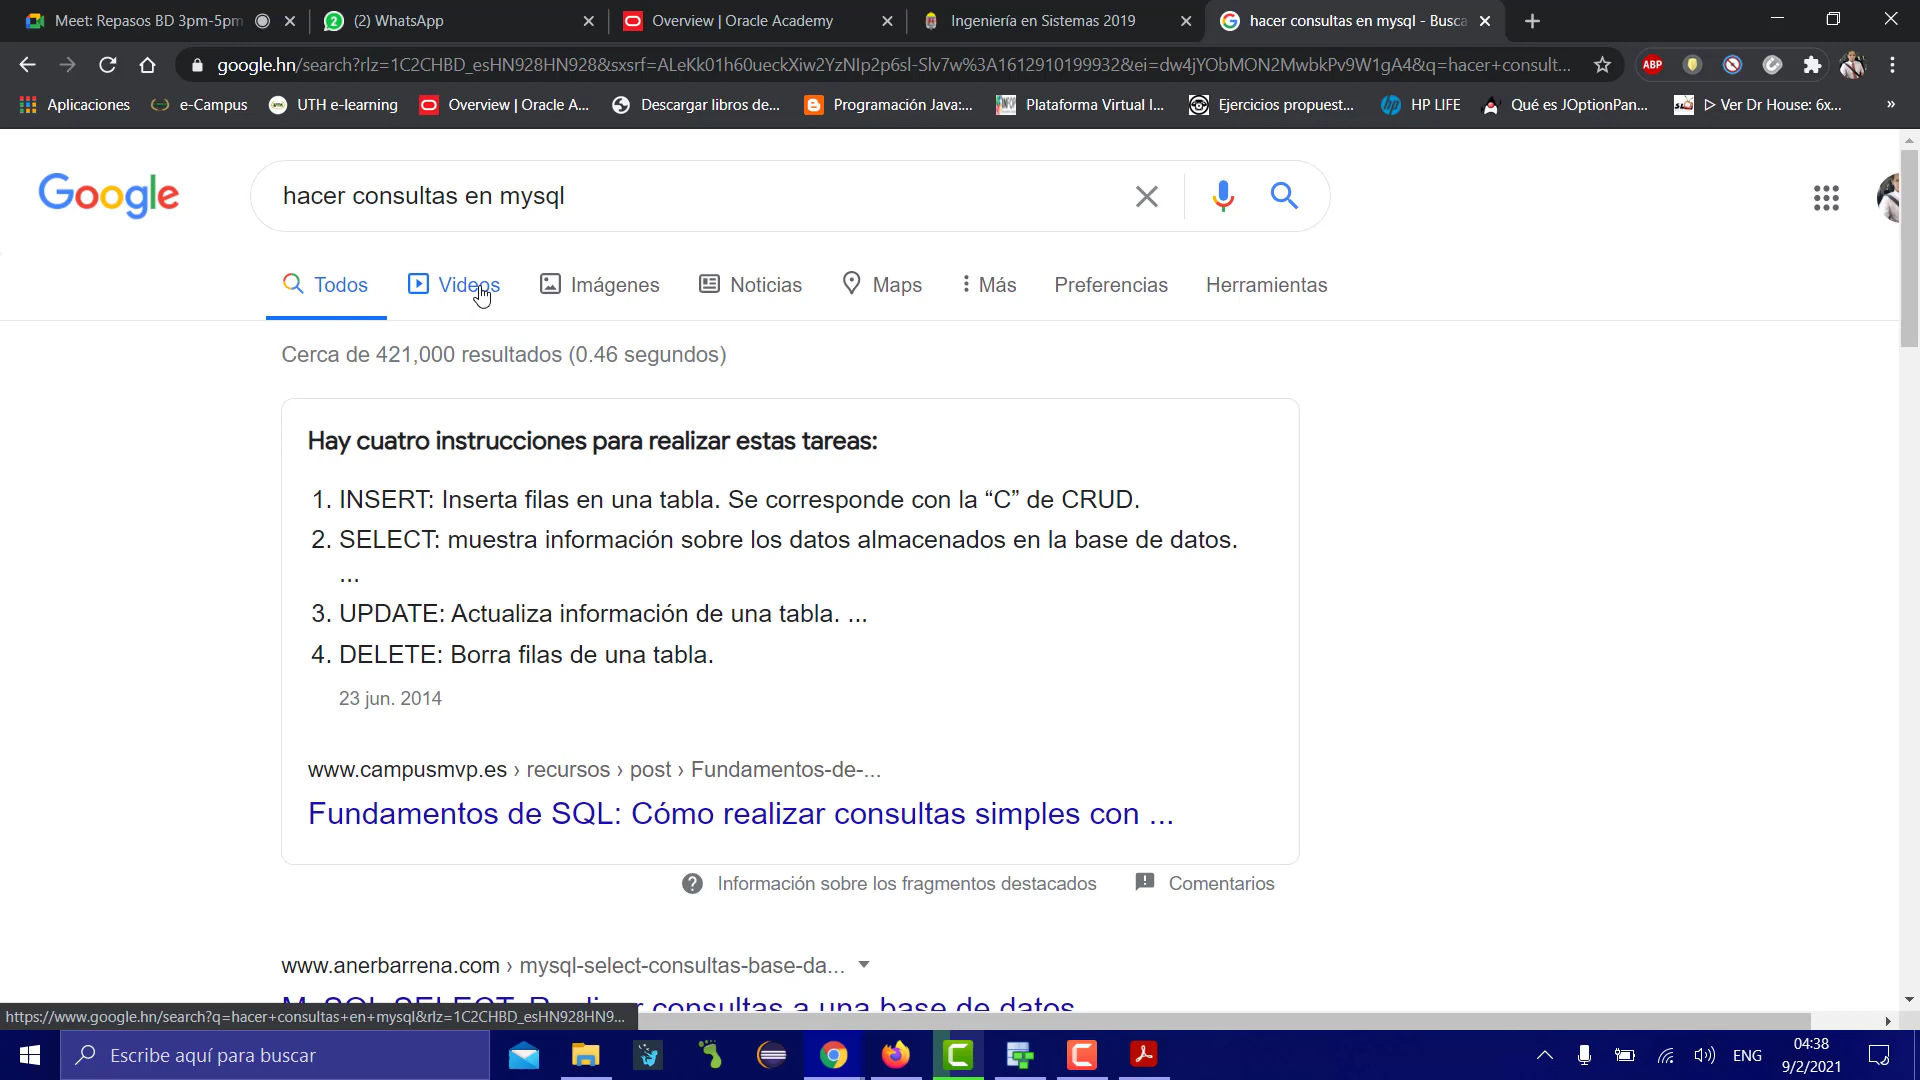 Meet: Repasos BD 3pm-5pm
(2) WhatsApp
Overview | Oracle Academy
Ingeniería en Sistemas 2019
hacer consultas en mysql - Busca
google.hn/search?rlz=1C2CHBD_esHN928HN928&sxsrf=ALeKk01h60ueckXiw2YzNIp2p6sl-Slv7w%3A1612910199932&ei=dw4jYObMON2MwbkPv9W1gA4&q=hacer+consult...
ABP
Aplicaciones
e-Campus
UTH e-learning
Overview | Oracle A...
Descargar libros de...
Programación Java:...
Plataforma Virtual I...
Ejercicios propuest...
HP LIFE
Qué es JOptionPan...
▷ Ver Dr House: 6x...
»
Google
hacer consultas en mysql
Todos
Videos
Imágenes
Noticias
Maps
Más
Preferencias
Herramientas
Cerca de 421,000 resultados (0.46 segundos)
Hay cuatro instrucciones para realizar estas tareas:
1. INSERT: Inserta filas en una tabla. Se corresponde con la “C” de CRUD.
2. SELECT: muestra información sobre los datos almacenados en la base de datos.
...
3. UPDATE: Actualiza información de una tabla. ...
4. DELETE: Borra filas de una tabla.
23 jun. 2014
www.campusmvp.es › recursos › post › Fundamentos-de-...
Fundamentos de SQL: Cómo realizar consultas simples con ...
Información sobre los fragmentos destacados
Comentarios
www.anerbarrena.com › mysql-select-consultas-base-da...
MySQL SELECT: Realizar consultas a una base de datos
https://www.google.hn/search?q=hacer+consultas+en+mysql&rlz=1C2CHBD_esHN928HN9...
Escribe aquí para buscar
ENG
04:38
9/2/2021